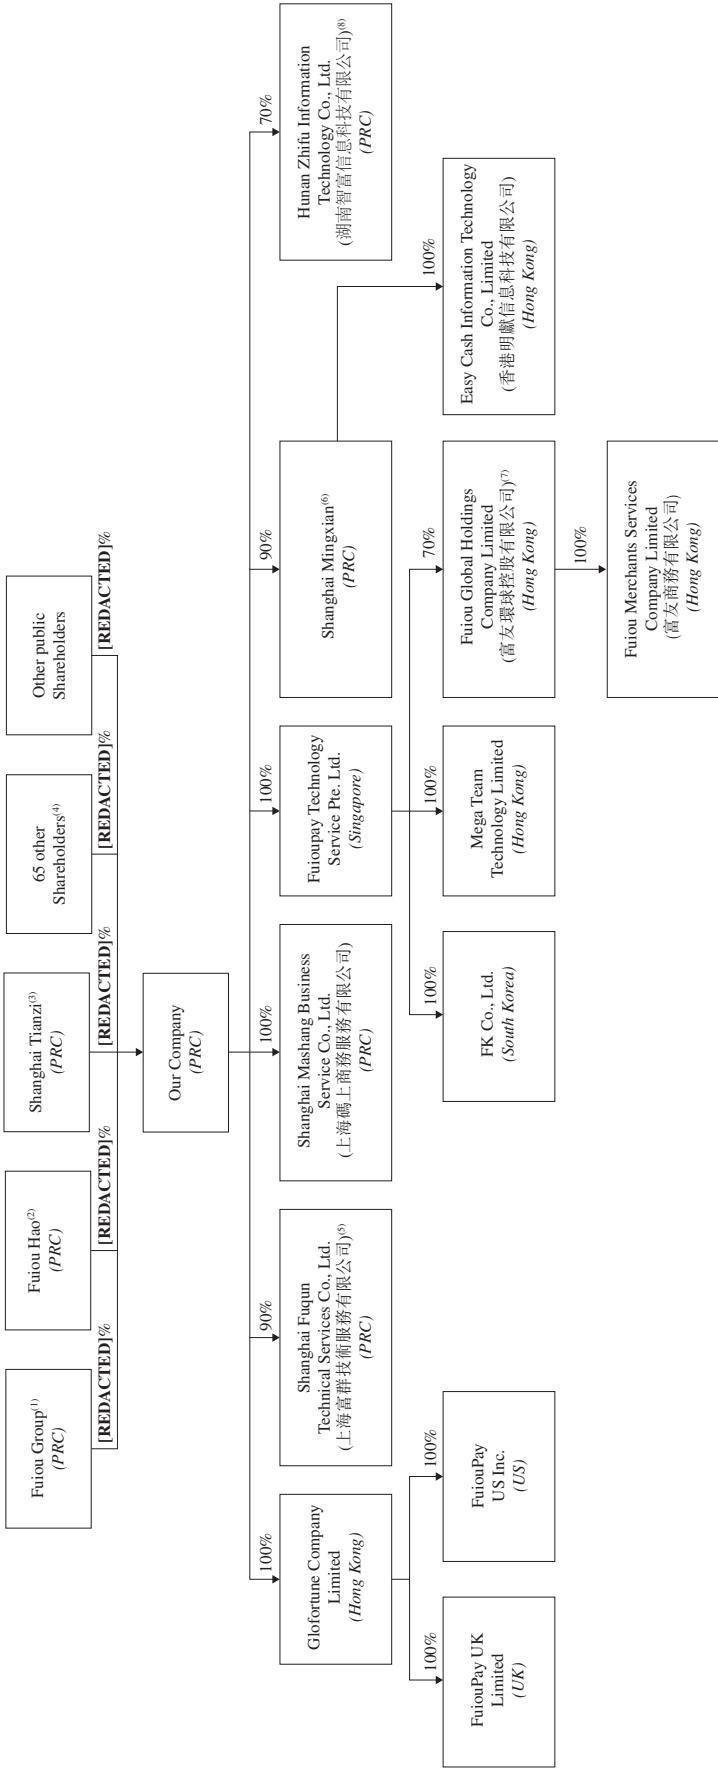 Fuiou Group(1)
(PRC)
Fuiou Hao(2)
(PRC)
Shanghai Tianzi(3)
(PRC)
65 other
Shareholders(4)
Other public
Shareholders
[REDACTED]%
[REDACTED]%
[REDACTED]%
[REDACTED]%
[REDACTED]%
Our Company
(PRC)
100%
90%
100%
100%
90%
70%
Glofortune Company
Limited
(Hong Kong)
Shanghai Fuqun
Technical Services Co., Ltd.
(上海富群技術服務有限公司)(5)
(PRC)
Shanghai Mashang Business
Service Co., Ltd.
(上海碼上商務服務有限公司)
(PRC)
Fuioupay Technology
Service Pte. Ltd.
(Singapore)
Shanghai Mingxian(6)
(PRC)
Hunan Zhifu Information
Technology Co., Ltd.
(湖南智富信息科技有限公司)(8)
(PRC)
100%
100%
100%
100%
70%
100%
FuiouPay UK
Limited
(UK)
FuiouPay
US Inc.
(US)
FK Co., Ltd.
(South Korea)
Mega Team
Technology Limited
(Hong Kong)
Fuiou Global Holdings
Company Limited
(富友環球控股有限公司)(7)
(Hong Kong)
Easy Cash Information Technology
Co., Limited
(香港明獻信息科技有限公司)
(Hong Kong)
100%
Fuiou Merchants Services
Company Limited
(富友商務有限公司)
(Hong Kong)